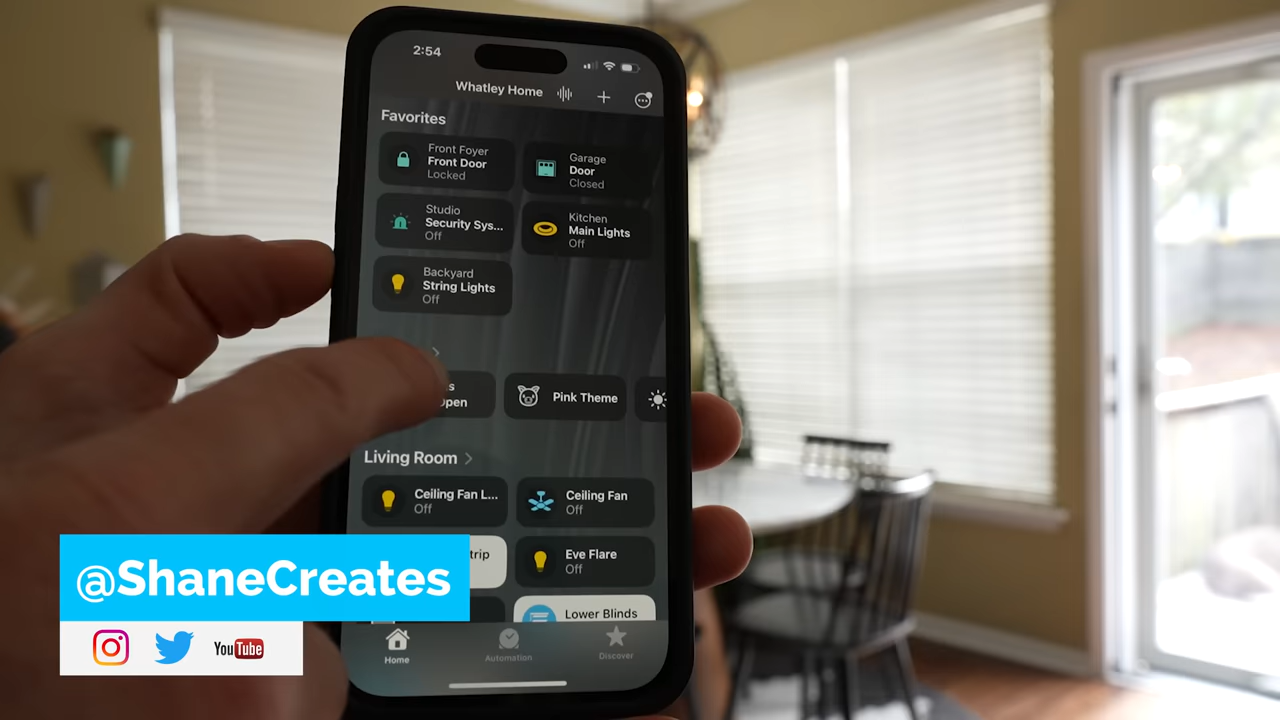 2:54
Whatley Home
Favorites
Front Foyer
Front Door
Locked
Garage
Door
Closed
Studio
Security Sys...
Off
Kitchen
Main Lights
Off
Backyard
String Lights
Off
Pink Theme
Living Room
Ceiling Fan L...
Off
Ceiling Fan
Off
Eve Flare
Off
Lower Blinds
Home
Automation
Discover
@ShaneCreates
YouTube